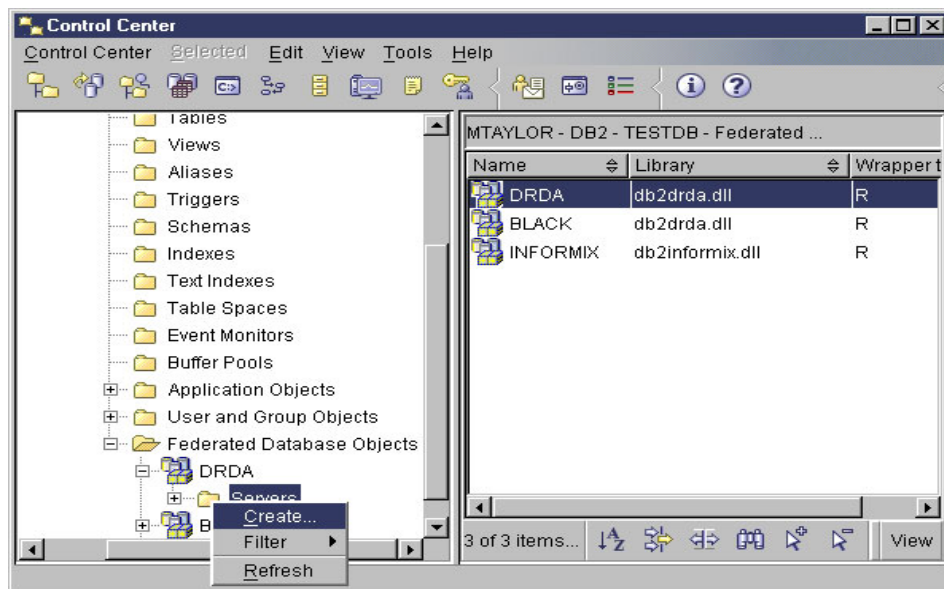 Control Center
Control Center Selected Edit View Tools Help
Tables
Views
Aliases
Triggers
Schemas
Indexes
Text Indexes
Table Spaces
Event Monitors
Buffer Pools
Application Objects
User and Group Objects
Federated Database Objects
DRDA
Servers
B
Create...
Filter
Refresh
MTAYLOR - DB2 - TESTDB - Federated ...
Name Library Wrapper t
DRDA db2drda.dll R
BLACK db2drda.dll R
INFORMIX db2informix.dll R
3 of 3 items... View